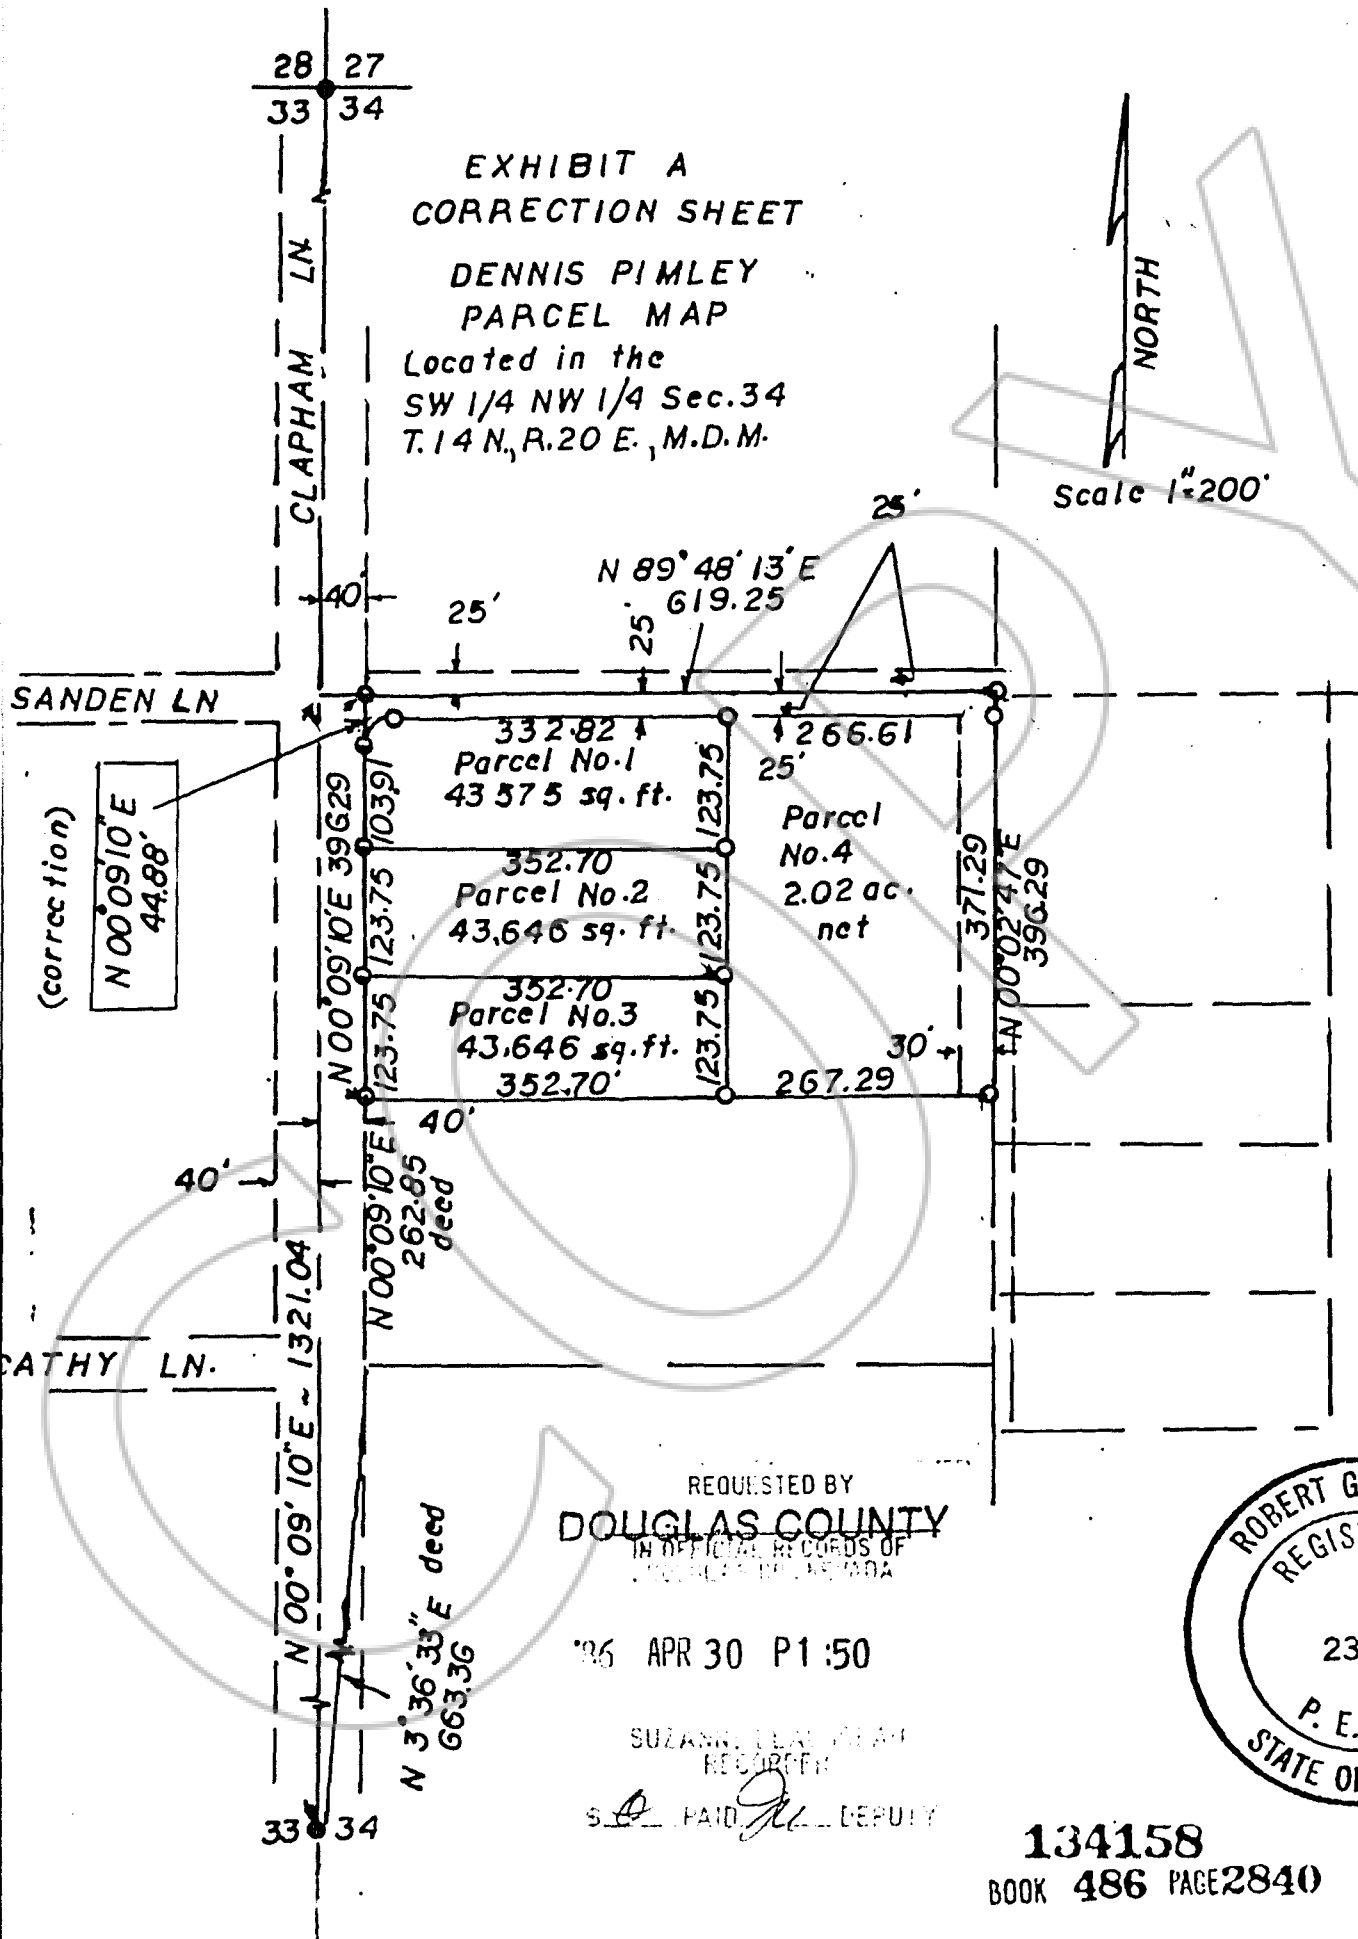 28 27
33 34
EXHIBIT A
CORRECTION SHEET
DENNIS PIMLEY
PARCEL MAP
Located in the
SW 1/4 NW 1/4 Sec.34
T.14 N., R.20 E., M.D.M.
NORTH
Scale 1"=200'
CLAPHAM LN
25'
N 89°48'13"E
619.25
40'
25'
25'
SANDEN LN
332.82
266.61
25'
Parcel No.1
43575 sq.ft.
123.75
103.91
N 00°09'10"E 396.29
(correction)
N 00°09'10"E
44.88'
352.70
Parcel No.2
43,646 sq.ft.
123.75
123.75
Parcel
No.4
2.02 ac.
net
371.29
N 00°02'47"E
396.29
352.70
Parcel No.3
43,646 sq.ft.
352.70'
123.75
123.75
30'
267.29
40'
40'
N 00°09'10"E
262.85
deed
CATHY LN.
N 00°09'10"E ~ 1321.04
N 3°36'33"E deed
663.36
33 34
REQUESTED BY
DOUGLAS COUNTY
IN OFFICIAL RECORDS OF
'86 APR 30 P1:50
RECORDER
PAID DEPUTY
ROBERT G
REGIS
23
P. E.
STATE O
134158
BOOK 486 PAGE 2840
COPY